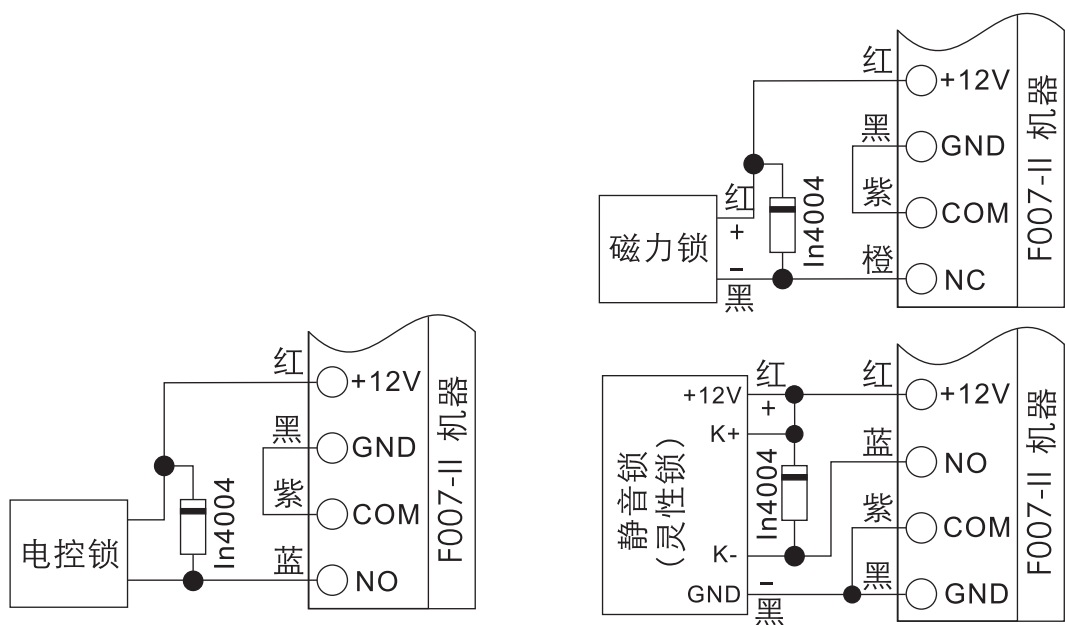 红
+12V
黑
GND
紫
COM
橙
NC
F007-II 机器
红
+
-
黑
磁力锁
In4004
红
+12V
黑
GND
紫
COM
蓝
NO
F007-II 机器
电控锁
In4004
静音锁
(灵性锁)
+12V
K+
K-
GND
红
+
-
黑
In4004
红
+12V
蓝
NO
紫
COM
黑
GND
F007-II 机器